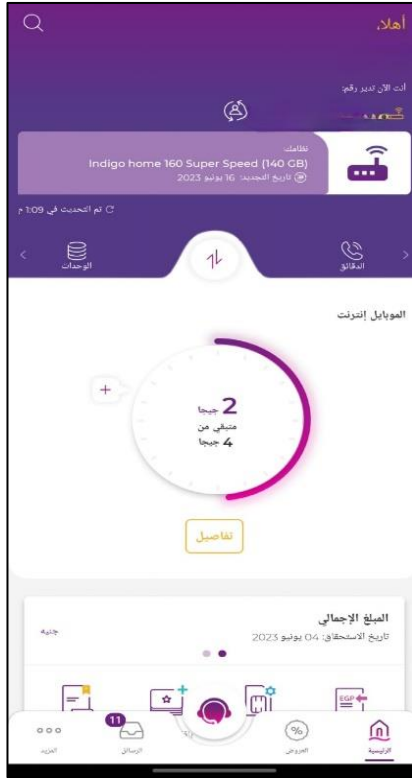 أهلا،
أنت الآن تدير رقم:
نظامك:
Indigo home 160 Super Speed (140 GB)
تاريخ التجديد: 16 يونيو 2023
تم التحديث في 1:09 م
الدقائق
الوحدات
الموبايل إنترنت
2 جيجا
متبقي من
4 جيجا
تفاصيل
المبلغ الإجمالي
تاريخ الاستحقاق: 04 يونيو 2023
جنيه
EGP
الرئيسية
العروض
11
الرسائل
المزيد